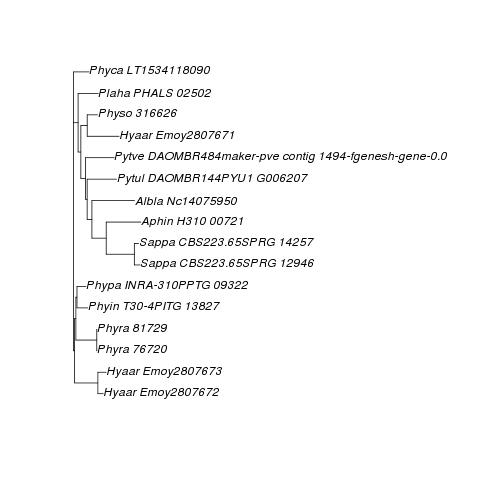 Phyca LT1534118090
Plaha PHALS 02502
Physo 316626
Hyaar Emoy2807671
Pytve DAOMBR484maker-pve contig 1494-fgenesh-gene-0.0
Pytul DAOMBR144PYU1 G006207
Albla Nc14075950
Aphin H310 00721
Sappa CBS223.65SPRG 14257
Sappa CBS223.65SPRG 12946
Phypa INRA-310PPTG 09322
Phyin T30-4PITG 13827
Phyra 81729
Phyra 76720
Hyaar Emoy2807673
Hyaar Emoy2807672